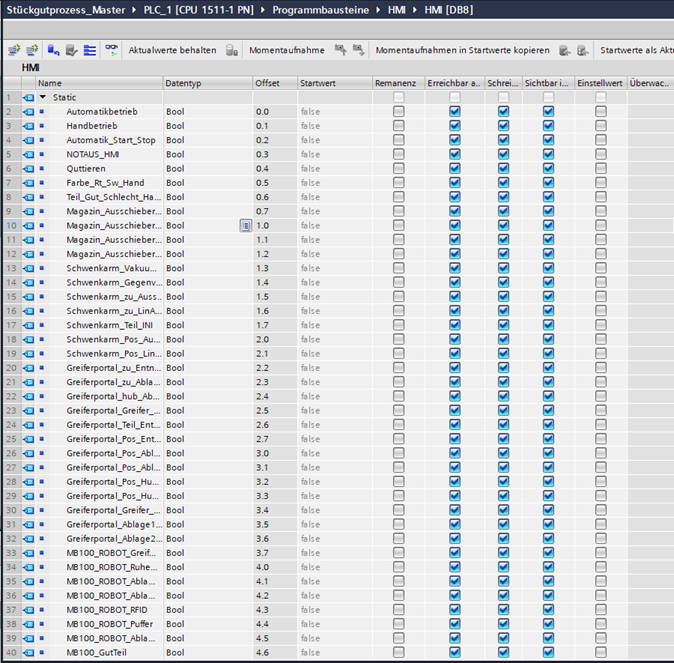 Stückgutprozess_Master ▸ PLC_1 [CPU 1511-1 PN] ▸ Programmbausteine ▸ HMI ▸ HMI [DB8]
Aktualwerte behalten Momentaufnahme Momentaufnahmen in Startwerte kopieren Startwerte als Aktu
HMI
Name Datentyp Offset Startwert Remanenz Erreichbar a... Schrei... Sichtbar i... Einstellwert Überwac...
1 Static
2 Automatikbetrieb Bool 0.0 false
3 Handbetrieb Bool 0.1 false
4 Automatik_Start_Stop Bool 0.2 false
5 NOTAUS_HMI Bool 0.3 false
6 Quttieren Bool 0.4 false
7 Farbe_Rt_Sw_Hand Bool 0.5 false
8 Teil_Gut_Schlecht_Ha... Bool 0.6 false
9 Magazin_Ausschieber... Bool 0.7 false
10 Magazin_Ausschieber... Bool 1.0 false
11 Magazin_Ausschieber... Bool 1.1 false
12 Magazin_Ausschieber... Bool 1.2 false
13 Schwenkarm_Vakuu... Bool 1.3 false
14 Schwenkarm_Gegenv... Bool 1.4 false
15 Schwenkarm_zu_Auss... Bool 1.5 false
16 Schwenkarm_zu_LinA... Bool 1.6 false
17 Schwenkarm_Teil_INI Bool 1.7 false
18 Schwenkarm_Pos_Au... Bool 2.0 false
19 Schwenkarm_Pos_Lin... Bool 2.1 false
20 Greiferportal_zu_Entn... Bool 2.2 false
21 Greiferportal_zu_Abla... Bool 2.3 false
22 Greiferportal_hub_Ab... Bool 2.4 false
23 Greiferportal_Greifer_... Bool 2.5 false
24 Greiferportal_Teil_Ent... Bool 2.6 false
25 Greiferportal_Pos_Ent... Bool 2.7 false
26 Greiferportal_Pos_Abl... Bool 3.0 false
27 Greiferportal_Pos_Abl... Bool 3.1 false
28 Greiferportal_Pos_Hu... Bool 3.2 false
29 Greiferportal_Pos_Hu... Bool 3.3 false
30 Greiferportal_Greifer_... Bool 3.4 false
31 Greiferportal_Ablage1... Bool 3.5 false
32 Greiferportal_Ablage2... Bool 3.6 false
33 MB100_ROBOT_Greif... Bool 3.7 false
34 MB100_ROBOT_Ruhe... Bool 4.0 false
35 MB100_ROBOT_Abla... Bool 4.1 false
36 MB100_ROBOT_Abla... Bool 4.2 false
37 MB100_ROBOT_RFID Bool 4.3 false
38 MB100_ROBOT_Puffer Bool 4.4 false
39 MB100_ROBOT_Abla... Bool 4.5 false
40 MB100_GutTeil Bool 4.6 false